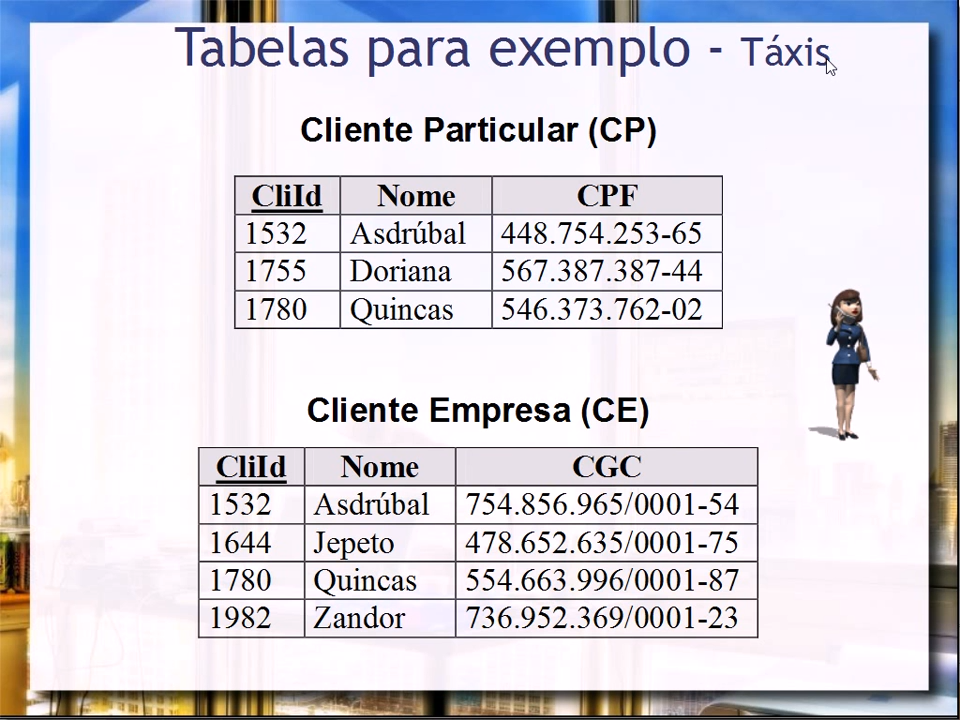 Tabelas para exemplo - Táxis
Cliente Particular (CP)
CliId Nome CPF
1532 Asdrúbal 448.754.253-65
1755 Doriana 567.387.387-44
1780 Quincas 546.373.762-02
Cliente Empresa (CE)
CliId Nome CGC
1532 Asdrúbal 754.856.965/0001-54
1644 Jepeto 478.652.635/0001-75
1780 Quincas 554.663.996/0001-87
1982 Zandor 736.952.369/0001-23